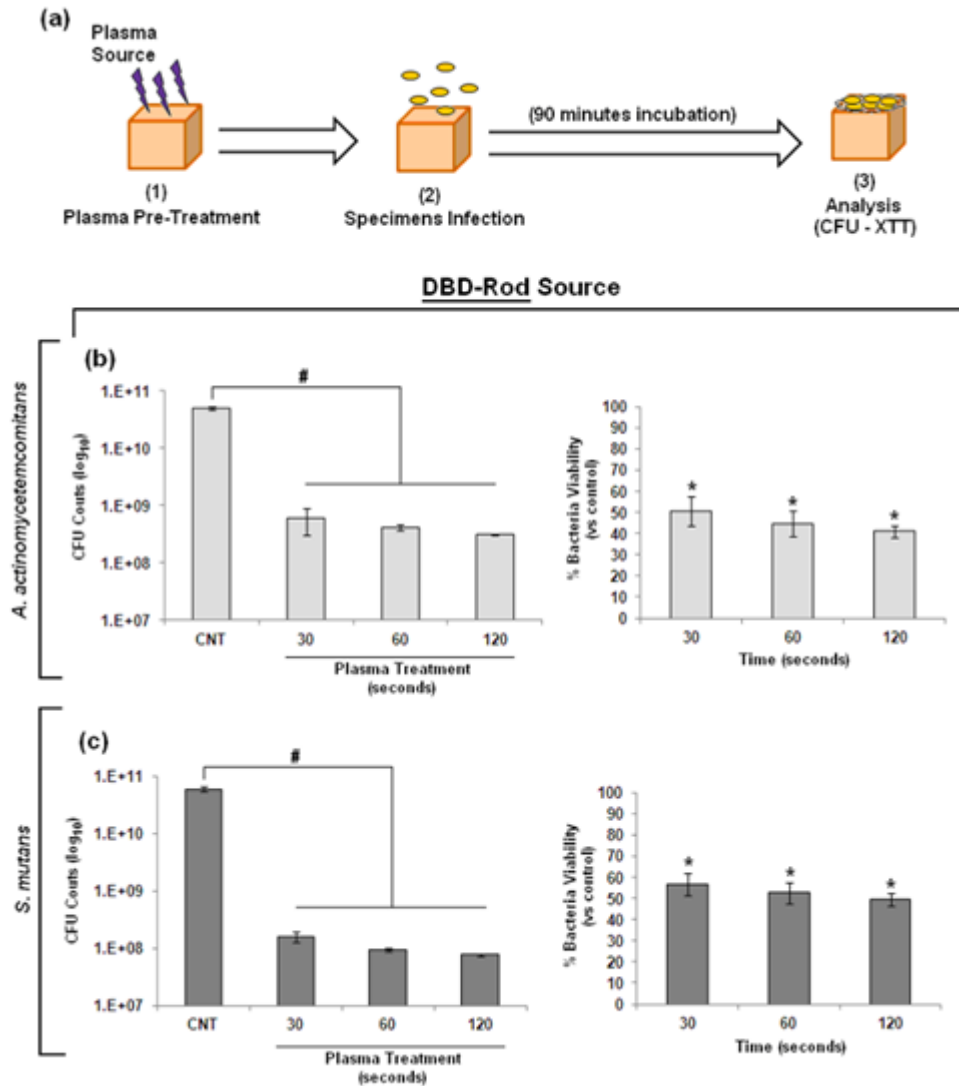 (a)
Plasma
Source
(90 minutes incubation)
(1)
Plasma Pre-Treatment
(2)
Specimens Infection
(3)
Analysis
(CFU - XTT)
DBD-Rod Source
A. actinomycetemcomitans
(b)
#
CFU Couts (log10)
1.E+11
1.E+10
1.E+09
1.E+08
1.E+07
CNT 30 60 120
Plasma Treatment
(seconds)
% Bacteria Viability
(vs control)
100
90
80
70
60
50
40
30
20
10
0
* * *
30 60 120
Time (seconds)
S. mutans
(c)
#
CFU Couts (log10)
1.E+11
1.E+10
1.E+09
1.E+08
1.E+07
CNT 30 60 120
Plasma Treatment
(seconds)
% Bacteria Viability
(vs control)
100
90
80
70
60
50
40
30
20
10
0
* * *
30 60 120
Time (seconds)